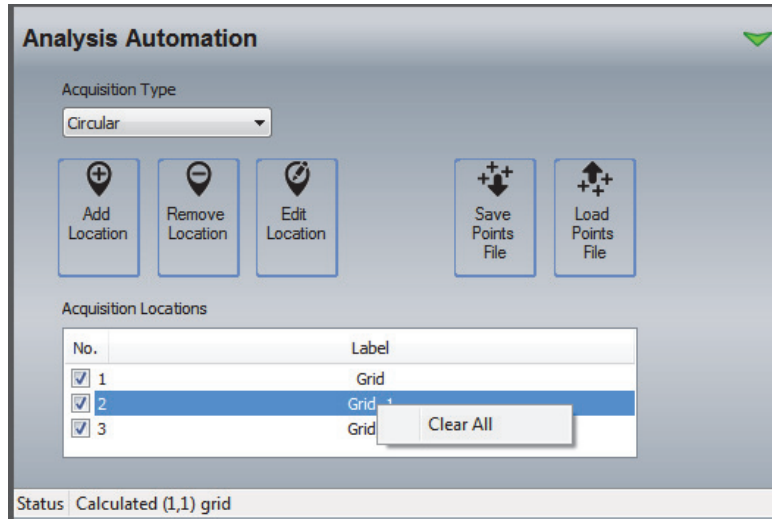 Analysis Automation
Acquisition Type
Circular
Add
Location
Remove
Location
Edit
Location
Save
Points
File
Load
Points
File
Acquisition Locations
No. Label
1 Grid
2 Grid 1
3 Grid
Clear All
Status Calculated (1,1) grid